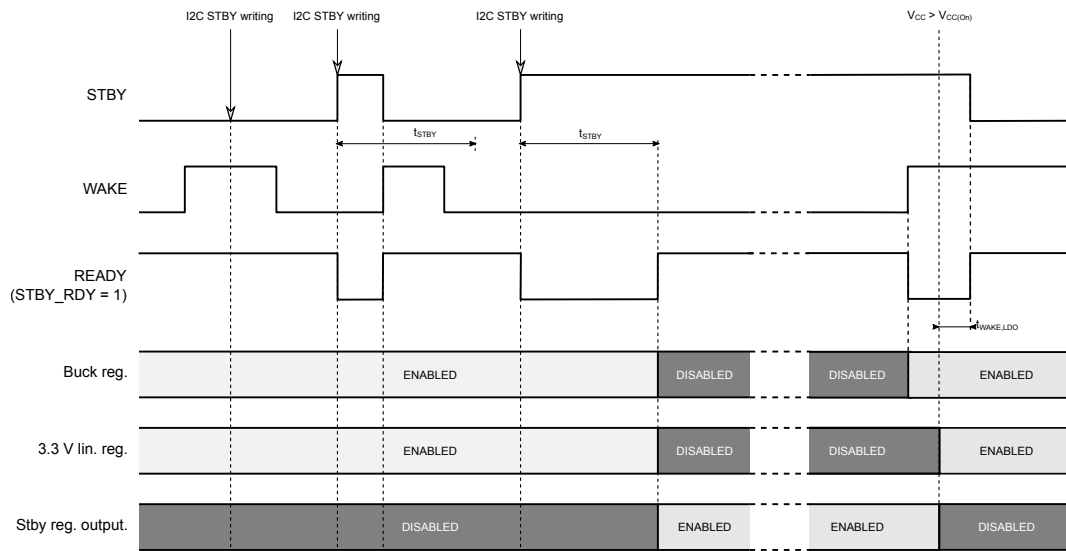 I2C STBY writing
I2C STBY writing
I2C STBY writing
VCC > VCC(On)
STBY
tSTBY
tSTBY
WAKE
READY
(STBY_RDY = 1)
tWAKE,LDO
Buck reg.
ENABLED
DISABLED
DISABLED
ENABLED
3.3 V lin. reg.
ENABLED
DISABLED
DISABLED
ENABLED
Stby reg. output.
DISABLED
ENABLED
ENABLED
DISABLED